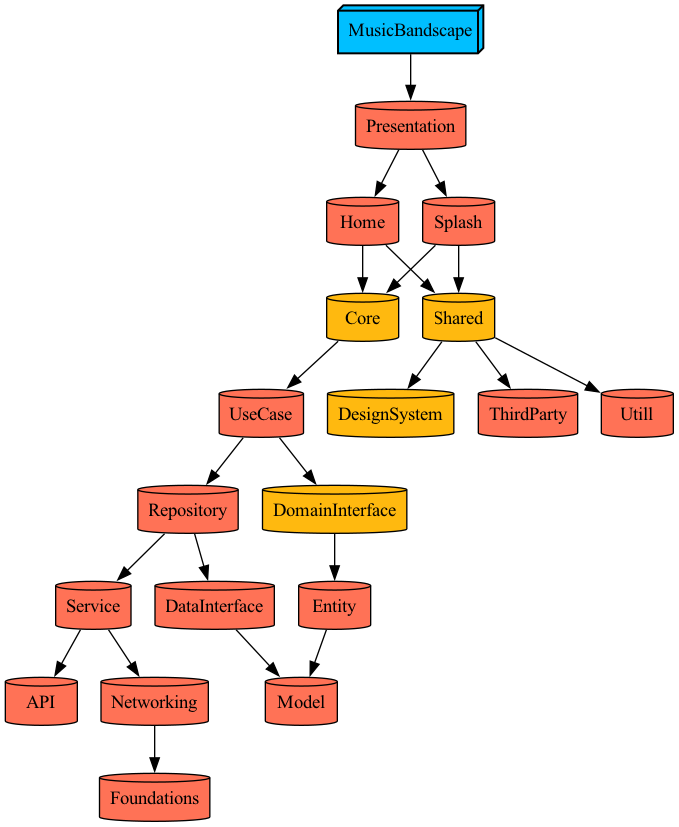 MusicBandscape
Presentation
Home
Splash
Core
Shared
UseCase
DesignSystem
ThirdParty
Utill
Repository
DomainInterface
Service
DataInterface
Entity
API
Networking
Model
Foundations